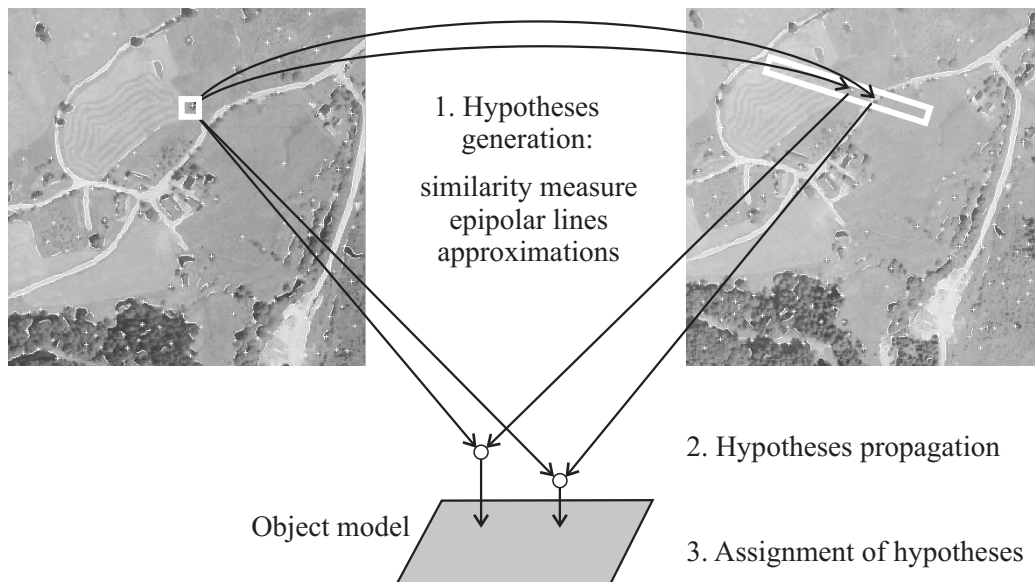 1. Hypotheses
generation:
similarity measure
epipolar lines
approximations
2. Hypotheses propagation
Object model
3. Assignment of hypotheses